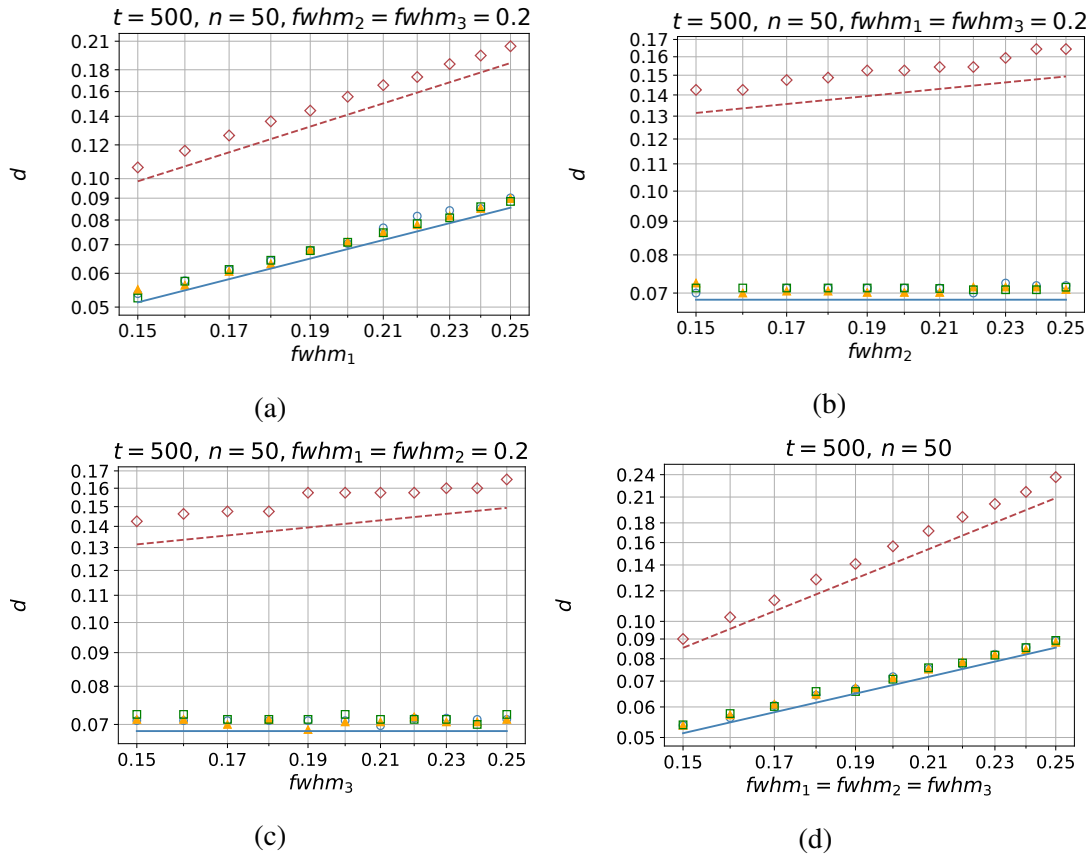 t = 500, n = 50, fwhm₂ = fwhm₃ = 0.2
0.21
0.18
0.16
0.14
0.12
0.10
0.09
0.08
0.07
0.06
0.05
d
0.15 0.17 0.19 0.21 0.23 0.25
fwhm₁
(a)
t = 500, n = 50, fwhm₁ = fwhm₃ = 0.2
0.17
0.15
0.14
0.13
0.12
0.11
0.10
0.09
0.08
0.07
d
0.15 0.17 0.19 0.21 0.23 0.25
fwhm₂
(b)
t = 500, n = 50, fwhm₁ = fwhm₂ = 0.2
0.17
0.16
0.14
0.13
0.12
0.11
0.10
0.09
0.08
0.07
d
0.15 0.17 0.19 0.21 0.23 0.25
fwhm₃
(c)
t = 500, n = 50
0.24
0.21
0.18
0.16
0.14
0.12
0.10
0.09
0.08
0.07
0.06
0.05
d
0.15 0.17 0.19 0.21 0.23 0.25
fwhm₁ = fwhm₂ = fwhm₃
(d)